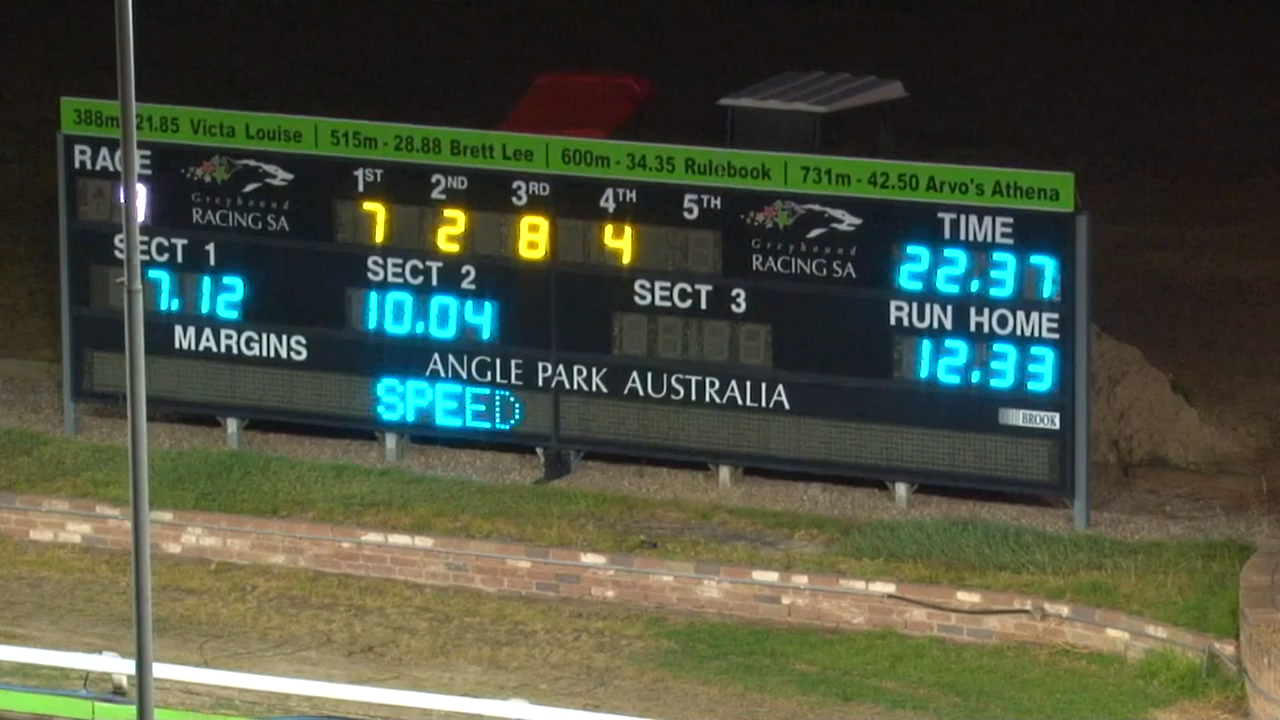 388m 21.85 Victa Louise | 515m - 28.88 Brett Lee | 600m - 34.35 Rulebook | 731m - 42.50 Arvo's Athena
RACE
Greyhound
RACING SA
1ST 2ND 3RD 4TH 5TH
7 2 8 4
Greyhound
RACING SA
TIME
22.37
SECT 1
7.12
SECT 2
10.04
SECT 3
RUN HOME
12.33
MARGINS
ANGLE PARK AUSTRALIA
SPEED
BROOK